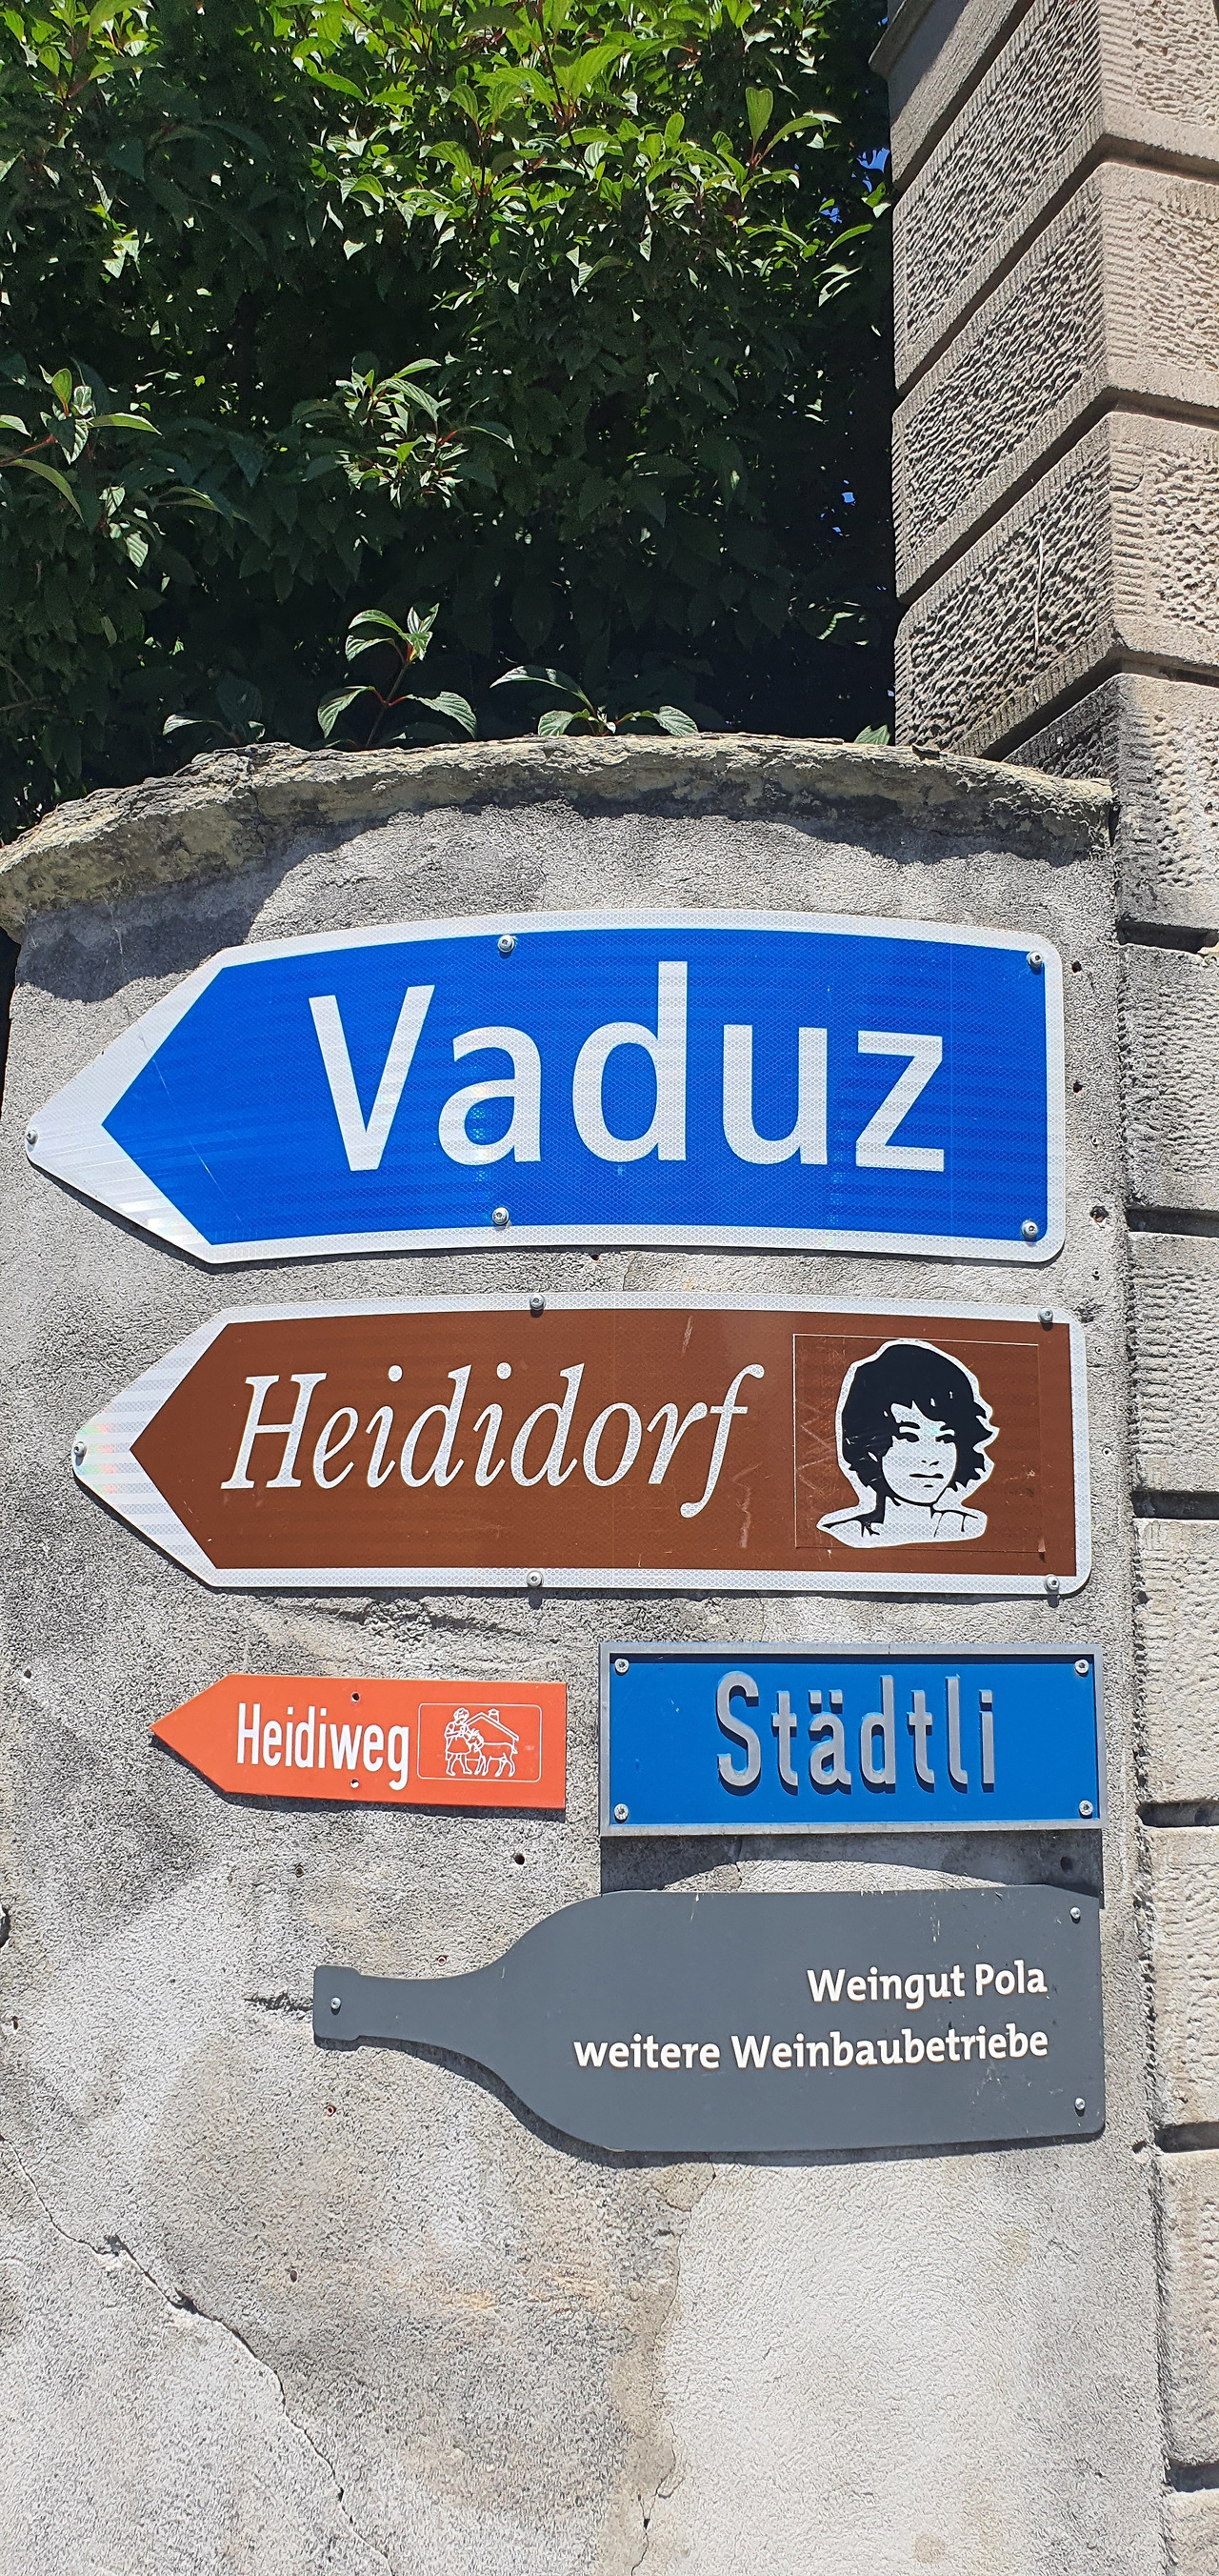 Vaduz
Heididorf
Heidiweg
Städtli
Weingut Pola
weitere Weinbaubetriebe